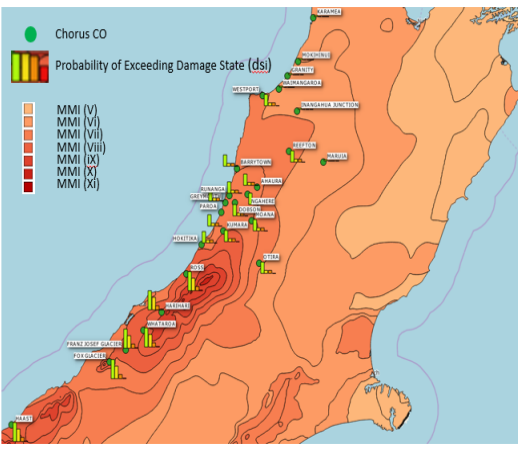 Chorus CO
Probability of Exceeding Damage State (dsi)
MMI (V)
MMI (Vi)
MMI (Vii)
MMI (Viii)
MMI (iX)
MMI (X)
MMI (Xi)
KARAMEA
MOKIHINUI
GRANITY
WAIMANGAROA
WESTPORT
INANGAHUA JUNCTION
REEFTON
MARUIA
BARRYTOWN
AHAURA
RUNANGA
NGAHERE
DOBSON
MOANA
KUMARA
HOKITIKA
OTIRA
ROSS
HARIHARI
WHATAROA
FRANZ JOSEF GLACIER
FOX GLACIER
HAAST